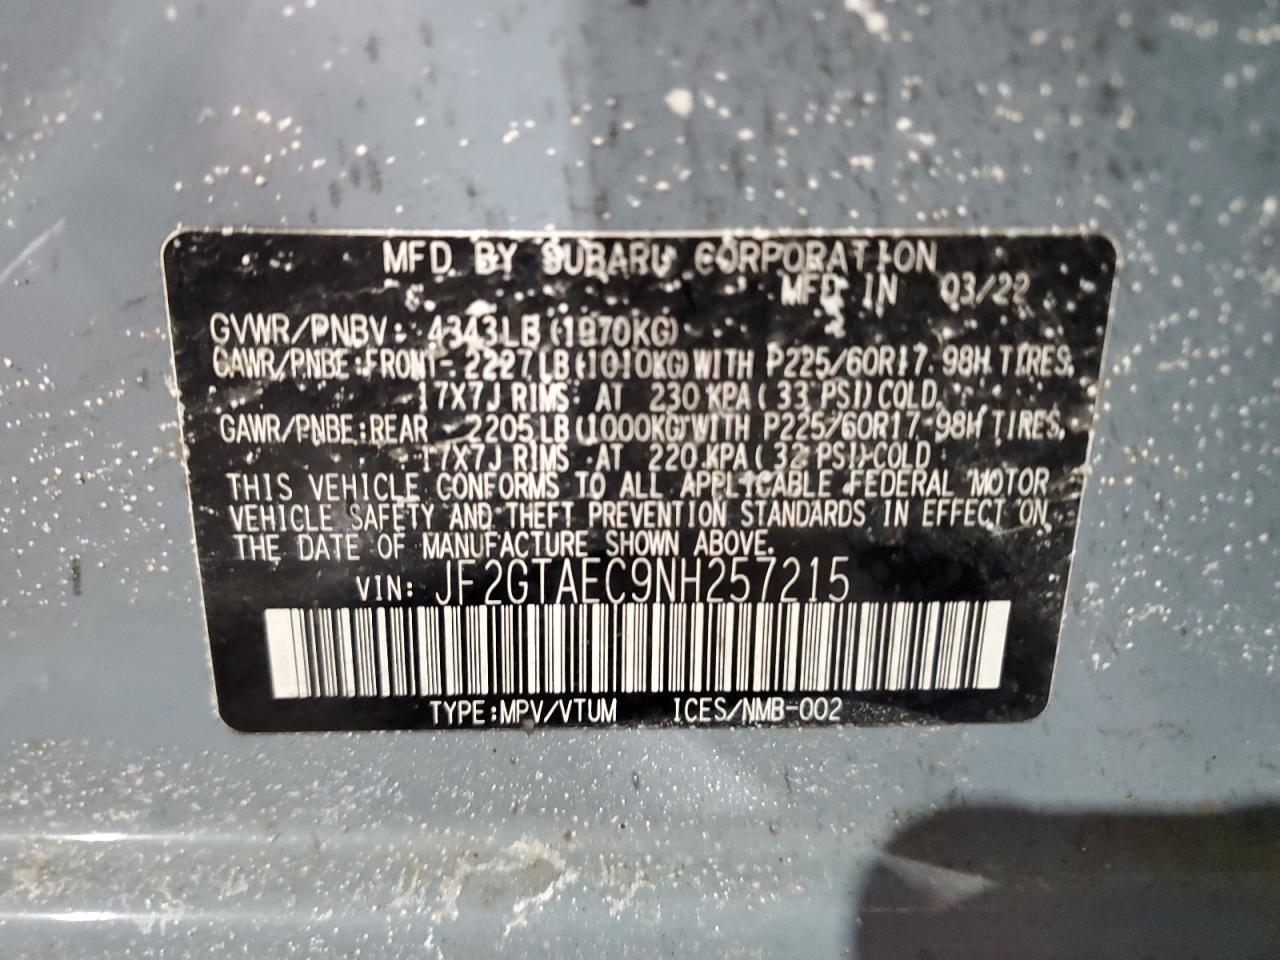 MFD BY SUBARU CORPORATION
MFD IN 03/22
GVWR/PNBV: 4343LB(1970KG)
GAWR/PNBE:FRONT 2227LB(1010KG)WITH P225/60R17 98H TIRES,
17X7J RIMS AT 230 KPA(33 PSI)COLD
GAWR/PNBE:REAR 2205LB(1000KG)WITH P225/60R17 98H TIRES,
17X7J RIMS AT 220 KPA(32 PSI)COLD
THIS VEHICLE CONFORMS TO ALL APPLICABLE FEDERAL MOTOR
VEHICLE SAFETY AND THEFT PREVENTION STANDARDS IN EFFECT ON
THE DATE OF MANUFACTURE SHOWN ABOVE.
VIN: JF2GTAEC9NH257215
TYPE:MPV/VTUM ICES/NMB-002